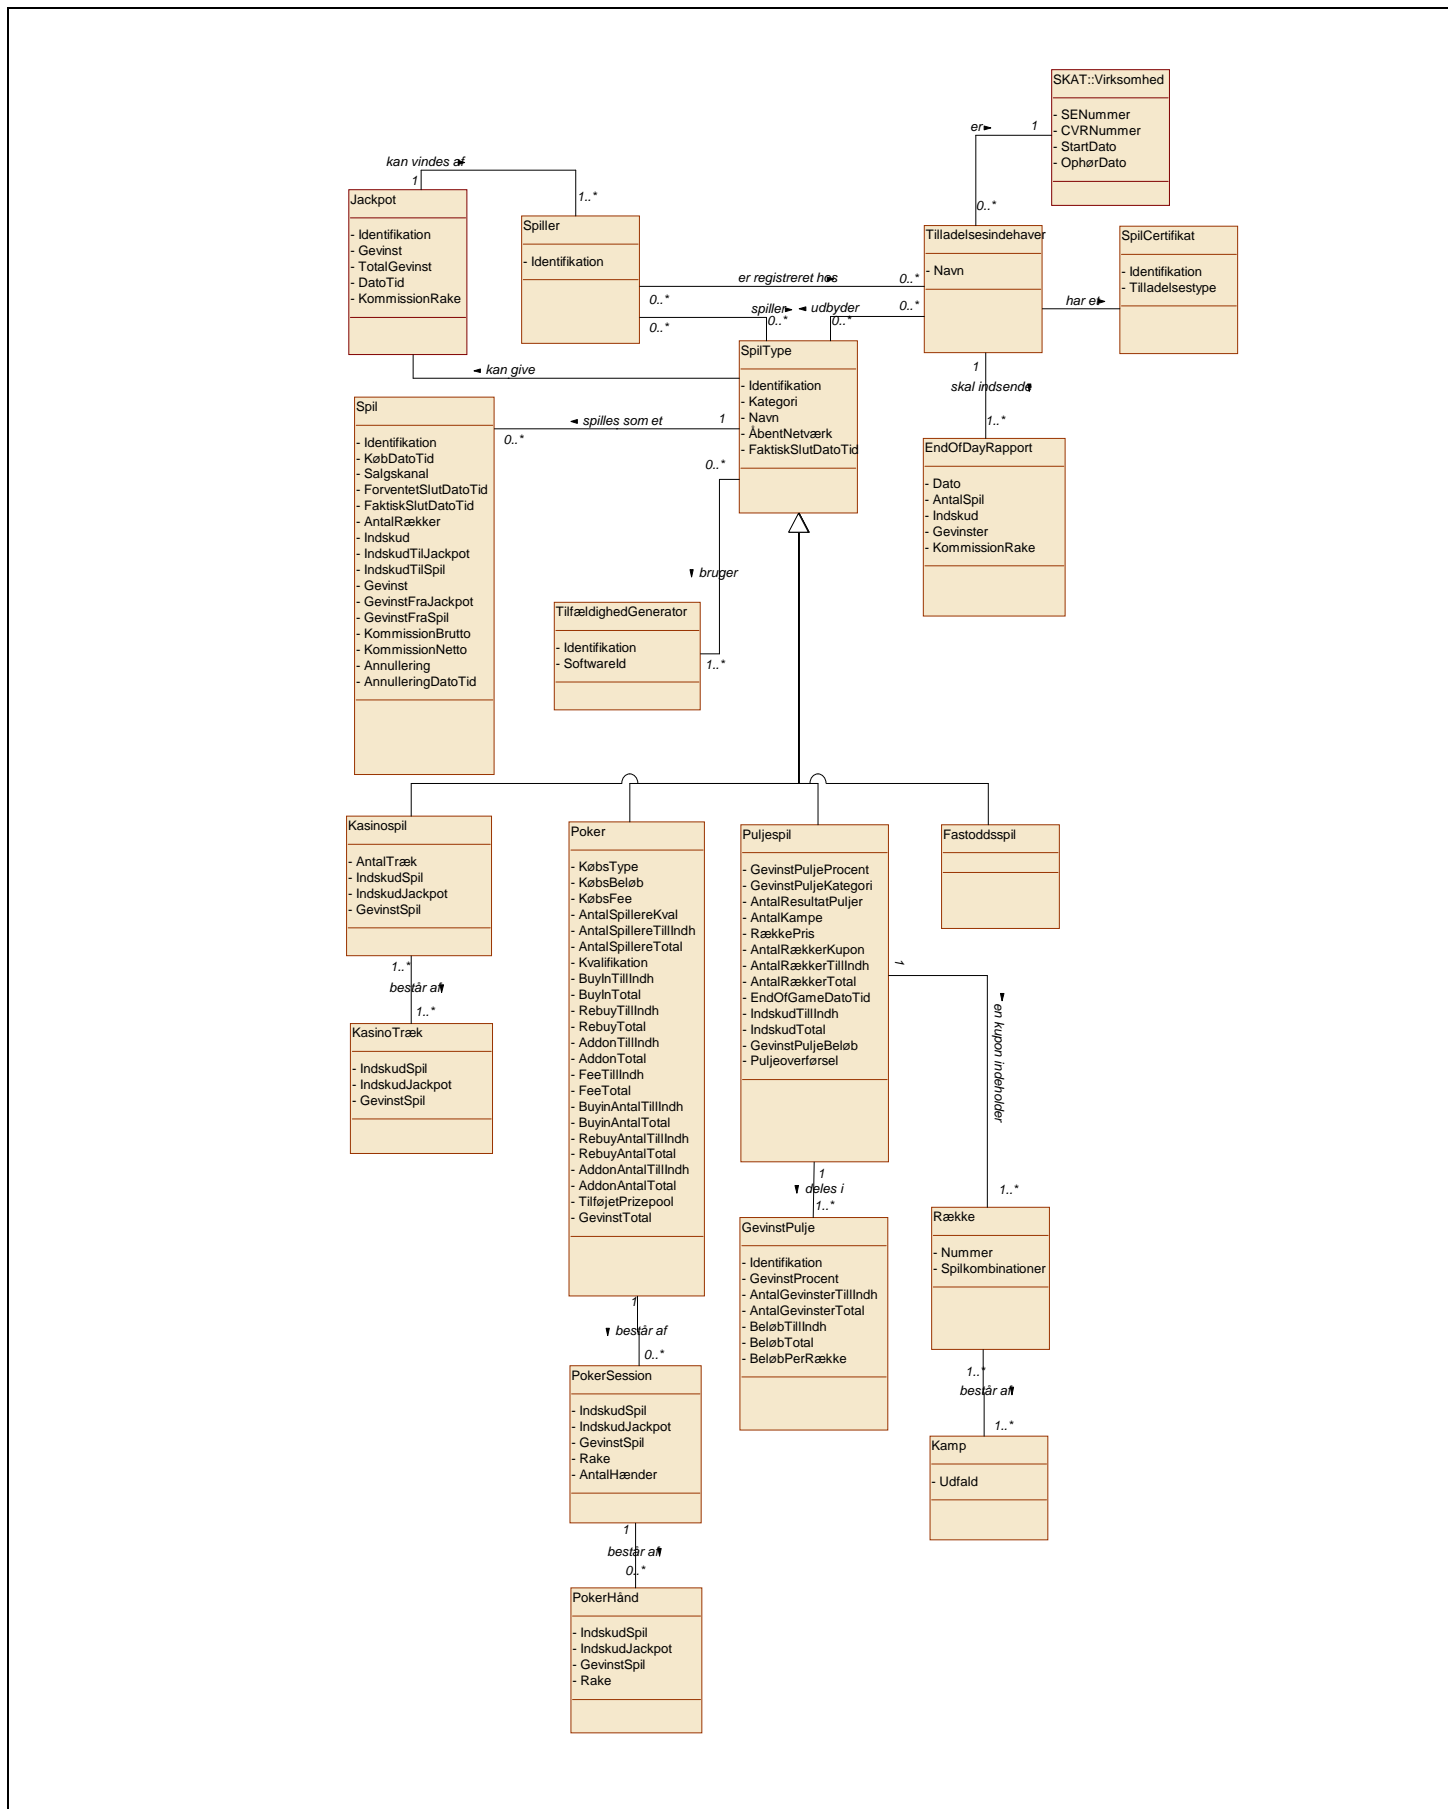 SKAT::Virksomhed
- SENummer
- CVRNummer
- StartDato
- OphørDato
er
1
0..*
kan vindes af
1
1..*
Jackpot
- Identifikation
- Gevinst
- TotalGevinst
- DatoTid
- KommissionRake
Spiller
- Identifikation
er registreret hos
0..*
0..*
Tilladelsesindehaver
- Navn
SpilCertifikat
- Identifikation
- Tilladelsestype
har et
spiller
0..*
0..*
udbyder
0..*
0..*
SpilType
- Identifikation
- Kategori
- Navn
- ÅbentNetværk
- FaktiskSlutDatoTid
kan give
spilles som et
1
0..*
1
skal indsende
1..*
EndOfDayRapport
- Dato
- AntalSpil
- Indskud
- Gevinster
- KommissionRake
Spil
- Identifikation
- KøbDatoTid
- Salgskanal
- ForventetSlutDatoTid
- FaktiskSlutDatoTid
- AntalRækker
- Indskud
- IndskudTilJackpot
- IndskudTilSpil
- Gevinst
- GevinstFraJackpot
- GevinstFraSpil
- KommissionBrutto
- KommissionNetto
- Annullering
- AnnulleringDatoTid
0..*
bruger
1..*
TilfældighedGenerator
- Identifikation
- SoftwareId
Kasinospil
- AntalTræk
- IndskudSpil
- IndskudJackpot
- GevinstSpil
1..*
består af
1..*
KasinoTræk
- IndskudSpil
- IndskudJackpot
- GevinstSpil
Poker
- KøbsType
- KøbsBeløb
- KøbsFee
- AntalSpillereKval
- AntalSpillereTillIndh
- AntalSpillereTotal
- Kvalifikation
- BuyInTillIndh
- BuyInTotal
- RebuyTillIndh
- RebuyTotal
- AddonTillIndh
- AddonTotal
- FeeTillIndh
- FeeTotal
- BuyinAntalTillIndh
- BuyinAntalTotal
- RebuyAntalTillIndh
- RebuyAntalTotal
- AddonAntalTillIndh
- AddonAntalTotal
- TilføjetPrizepool
- GevinstTotal
1
består af
0..*
PokerSession
- IndskudSpil
- IndskudJackpot
- GevinstSpil
- Rake
- AntalHænder
1
består af
0..*
PokerHånd
- IndskudSpil
- IndskudJackpot
- GevinstSpil
- Rake
Puljespil
- GevinstPuljeProcent
- GevinstPuljeKategori
- AntalResultatPuljer
- AntalKampe
- RækkePris
- AntalRækkerKupon
- AntalRækkerTillIndh
- AntalRækkerTotal
- EndOfGameDatoTid
- IndskudTillIndh
- IndskudTotal
- GevinstPuljeBeløb
- Puljeoverførsel
1
deles i
1..*
GevinstPulje
- Identifikation
- GevinstProcent
- AntalGevinsterTillIndh
- AntalGevinsterTotal
- BeløbTillIndh
- BeløbTotal
- BeløbPerRække
Fastoddsspil
1
en kupon indeholder
1..*
Række
- Nummer
- Spilkombinationer
1..*
består af
1..*
Kamp
- Udfald